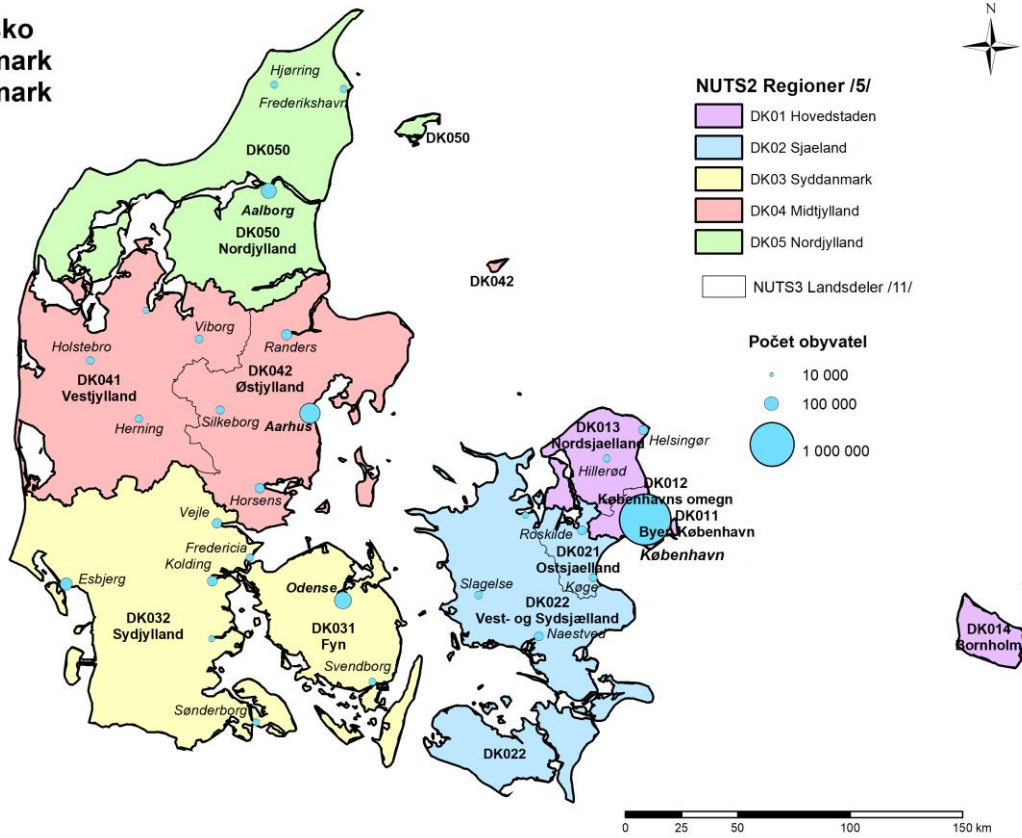 sko
mark
mark
N
Hjørring
Frederikshavn
DK050
DK050
Aalborg
DK050
Nordjylland
NUTS2 Regioner /5/
DK01 Hovedstaden
DK02 Sjaeland
DK03 Syddanmark
DK04 Midtjylland
DK05 Nordjylland
NUTS3 Landsdeler /11/
DK042
Počet obyvatel
10 000
100 000
1 000 000
Viborg
Holstebro
Randers
DK041
Vestjylland
DK042
Østjylland
Herning
Silkeborg
Aarhus
Horsens
DK013
Nordsjaelland
Helsingør
Hillerød
DK012
Københavns omegn
DK011
Byen København
København
Roskilde
DK021
Ostsjaelland
Køge
Slagelse
DK022
Vest- og Sydsjælland
Naestved
DK022
Vejle
Fredericia
Kolding
Esbjerg
Odense
DK032
Sydjylland
DK031
Fyn
Svendborg
Sønderborg
DK014
Bornholm
0 25 50 100 150 km